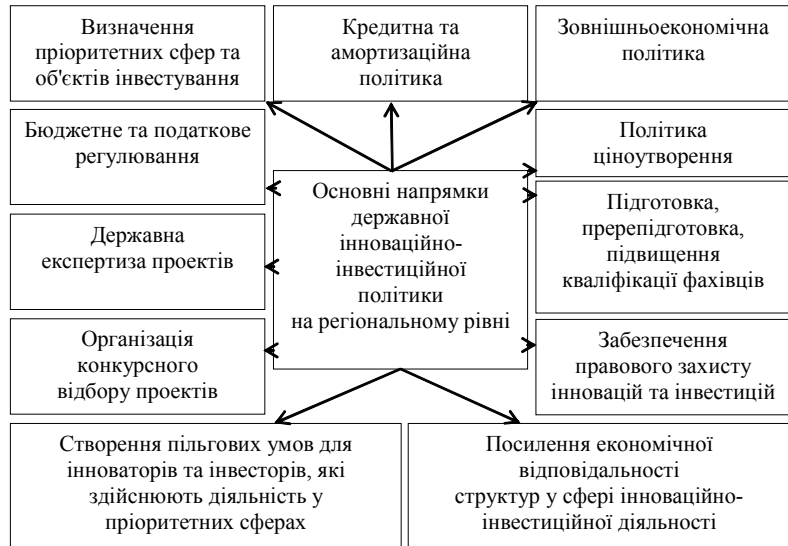 Визначення
пріоритетних сфер та
об'єктів інвестування
Кредитна та
амортизаційна
політика
Зовнішньоекономічна
політика
Бюджетне та податкове
регулювання
Політика
ціноутворення
Основні напрямки
державної
інноваційно-
інвестиційної
політики
на регіональному рівні
Підготовка,
пререпідготовка,
підвищення
кваліфікації фахівців
Державна
експертиза проектів
Організація
конкурсного
відбору проектів
Забезпечення
правового захисту
інновацій та інвестицій
Створення пільгових умов для
інноваторів та інвесторів, які
здійснюють діяльність у
пріоритетних сферах
Посилення економічної
відповідальності
структур у сфері інноваційно-
інвестиційної діяльності